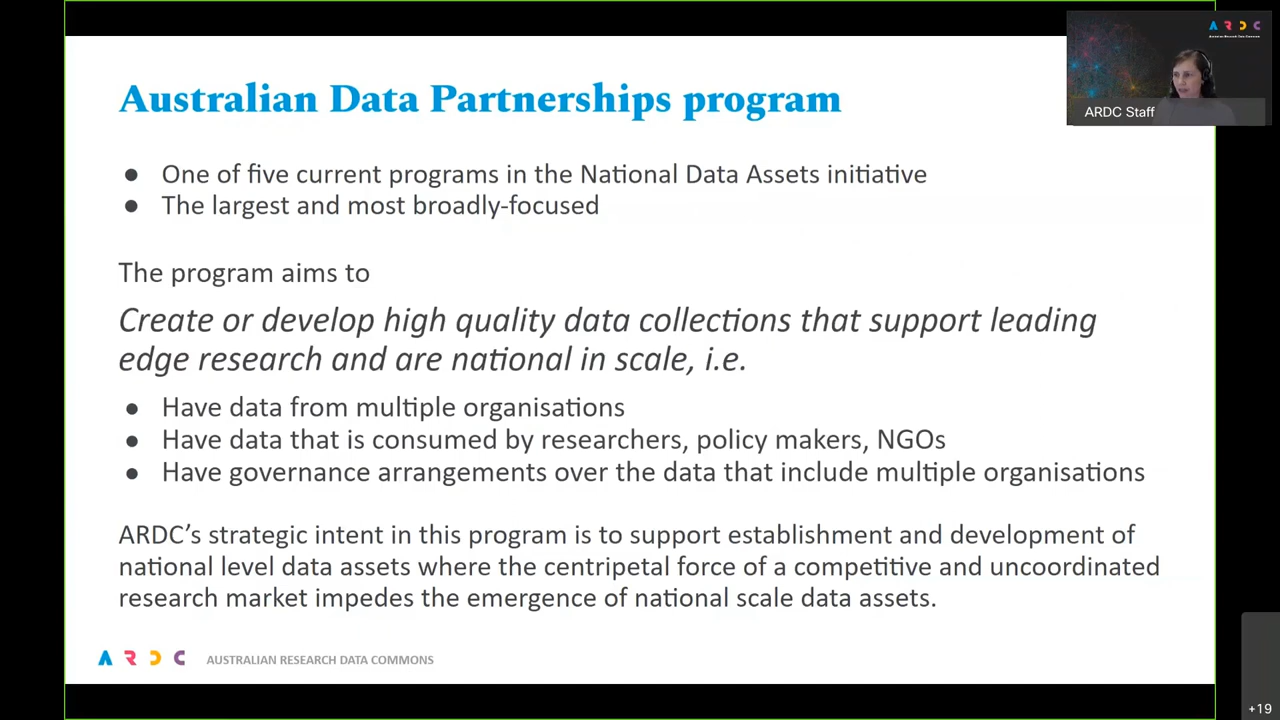 Australian Data Partnerships program
● One of five current programs in the National Data Assets initiative
● The largest and most broadly-focused
The program aims to
Create or develop high quality data collections that support leading
edge research and are national in scale, i.e.
● Have data from multiple organisations
● Have data that is consumed by researchers, policy makers, NGOs
● Have governance arrangements over the data that include multiple organisations
ARDC’s strategic intent in this program is to support establishment and development of
national level data assets where the centripetal force of a competitive and uncoordinated
research market impedes the emergence of national scale data assets.
ARDC AUSTRALIAN RESEARCH DATA COMMONS
ARDC
Australian Research Data Commons
ARDC Staff
+19